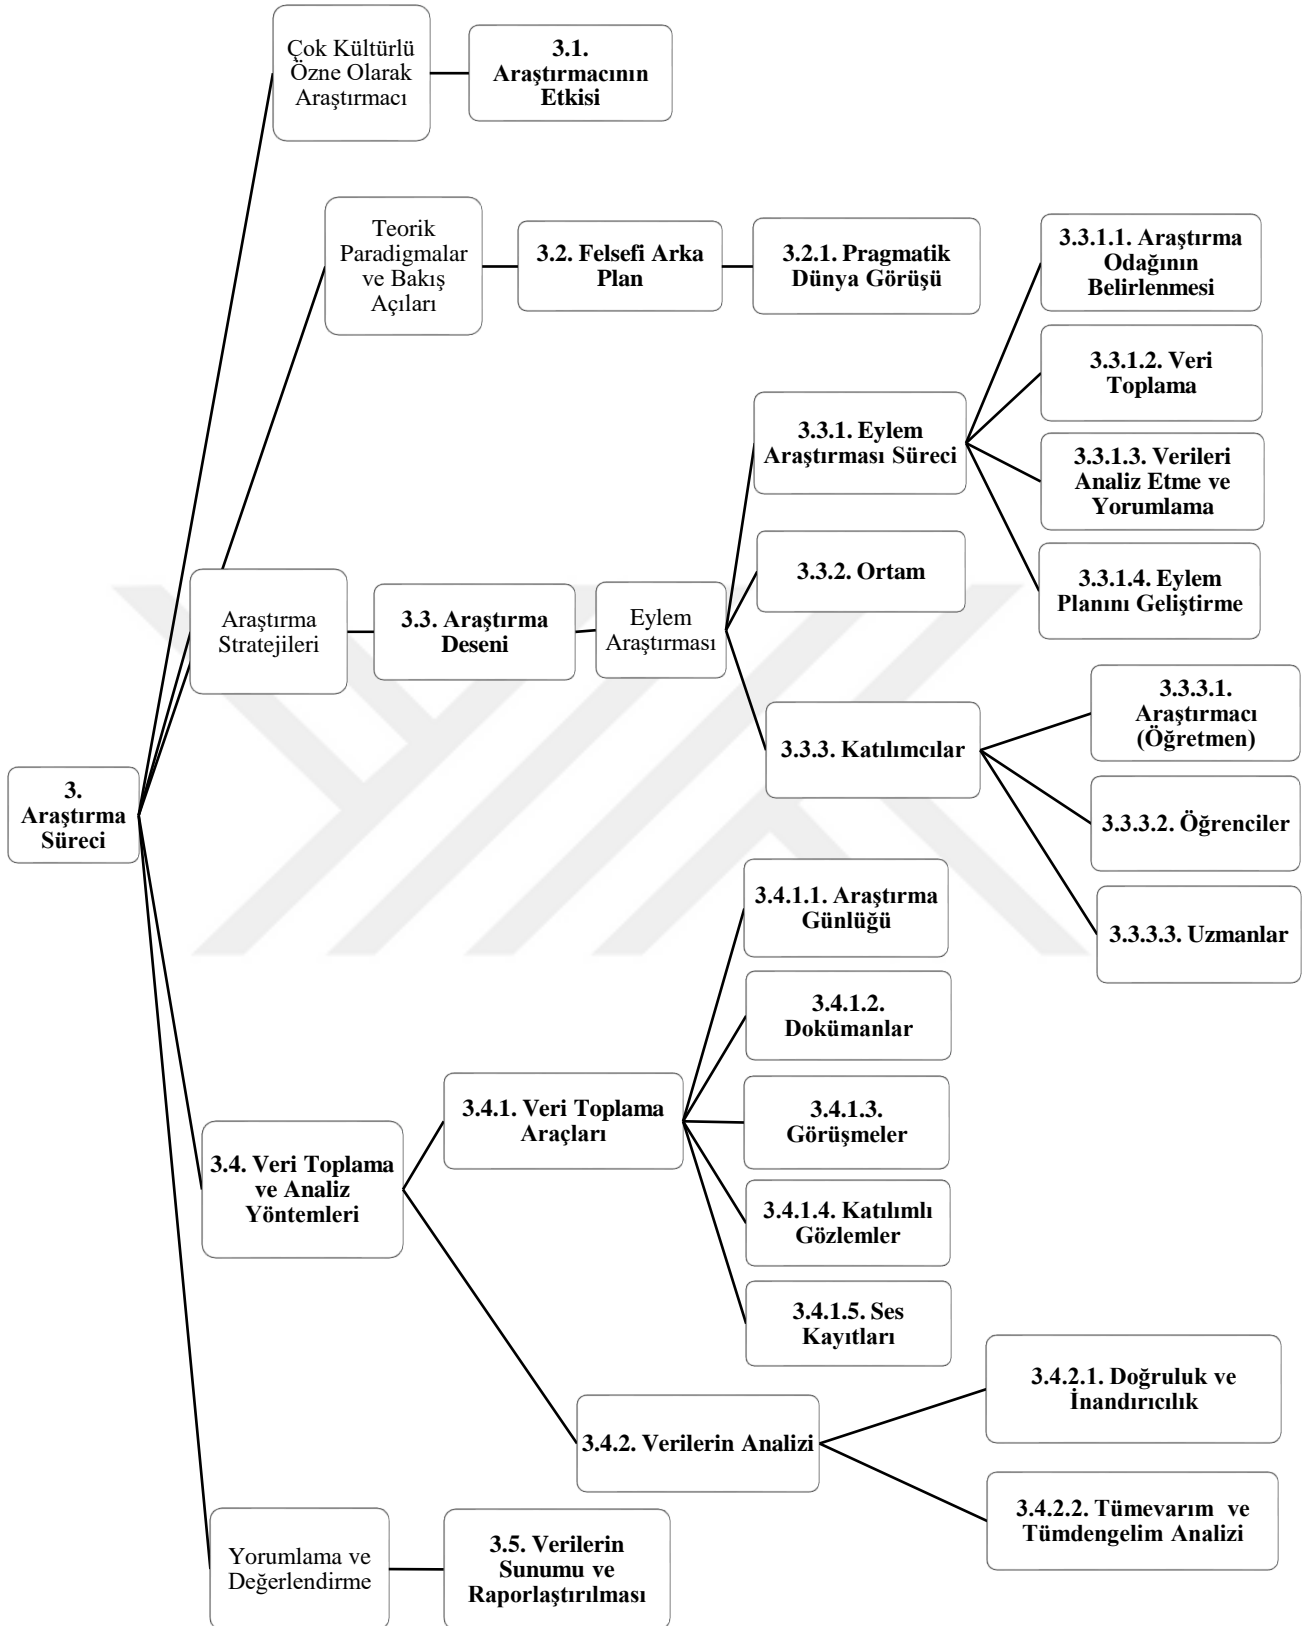 Çok Kültürlü
Özne Olarak
Araştırmacı
3.1.
Araştırmacının
Etkisi
Teorik
Paradigmalar
ve Bakış
Açıları
3.2. Felsefi Arka
Plan
3.2.1. Pragmatik
Dünya Görüşü
3.3.1.1. Araştırma
Odağının
Belirlenmesi
3.3.1.2. Veri
Toplama
3.3.1. Eylem
Araştırması Süreci
3.3.1.3. Verileri
Analiz Etme ve
Yorumlama
3.3.2. Ortam
3.3.1.4. Eylem
Planını Geliştirme
Araştırma
Stratejileri
3.3. Araştırma
Deseni
Eylem
Araştırması
3.3.3. Katılımcılar
3.3.3.1.
Araştırmacı
(Öğretmen)
3.3.3.2. Öğrenciler
3.3.3.3. Uzmanlar
3.
Araştırma
Süreci
3.4.1.1. Araştırma
Günlüğü
3.4.1.2.
Dokümanlar
3.4.1. Veri Toplama
Araçları
3.4.1.3.
Görüşmeler
3.4. Veri Toplama
ve Analiz
Yöntemleri
3.4.1.4. Katılımlı
Gözlemler
3.4.1.5. Ses
Kayıtları
3.4.2. Verilerin Analizi
3.4.2.1. Doğruluk ve
İnandırıcılık
3.4.2.2. Tümevarım  ve
Tümdengelim Analizi
Yorumlama ve
Değerlendirme
3.5. Verilerin
Sunumu ve
Raporlaştırılması